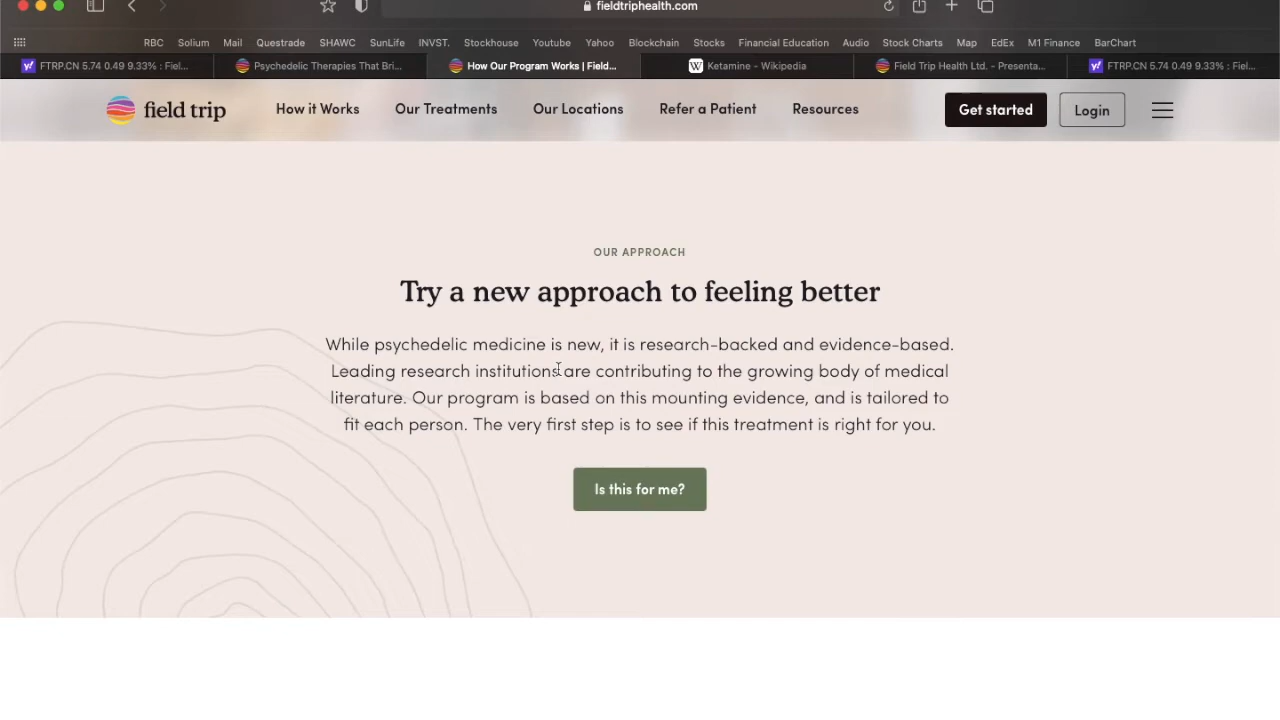 fieldtriphealth.com
RBC Solium Mail Questrade SHAWC SunLife INVST. Stockhouse Youtube Yahoo Blockchain Stocks Financial Education Audio Stock Charts Map EdEx M1 Finance BarChart
FTRP.CN 5.74 0.49 9.33% : Fiel... Psychedelic Therapies That Bri... How Our Program Works | Field... Ketamine - Wikipedia Field Trip Health Ltd. - Presenta... FTRP.CN 5.74 0.49 9.33% : Fiel...
field trip How it Works Our Treatments Our Locations Refer a Patient Resources Get started Login
OUR APPROACH
Try a new approach to feeling better
While psychedelic medicine is new, it is research-backed and evidence-based.
Leading research institutions are contributing to the growing body of medical
literature. Our program is based on this mounting evidence, and is tailored to
fit each person. The very first step is to see if this treatment is right for you.
Is this for me?